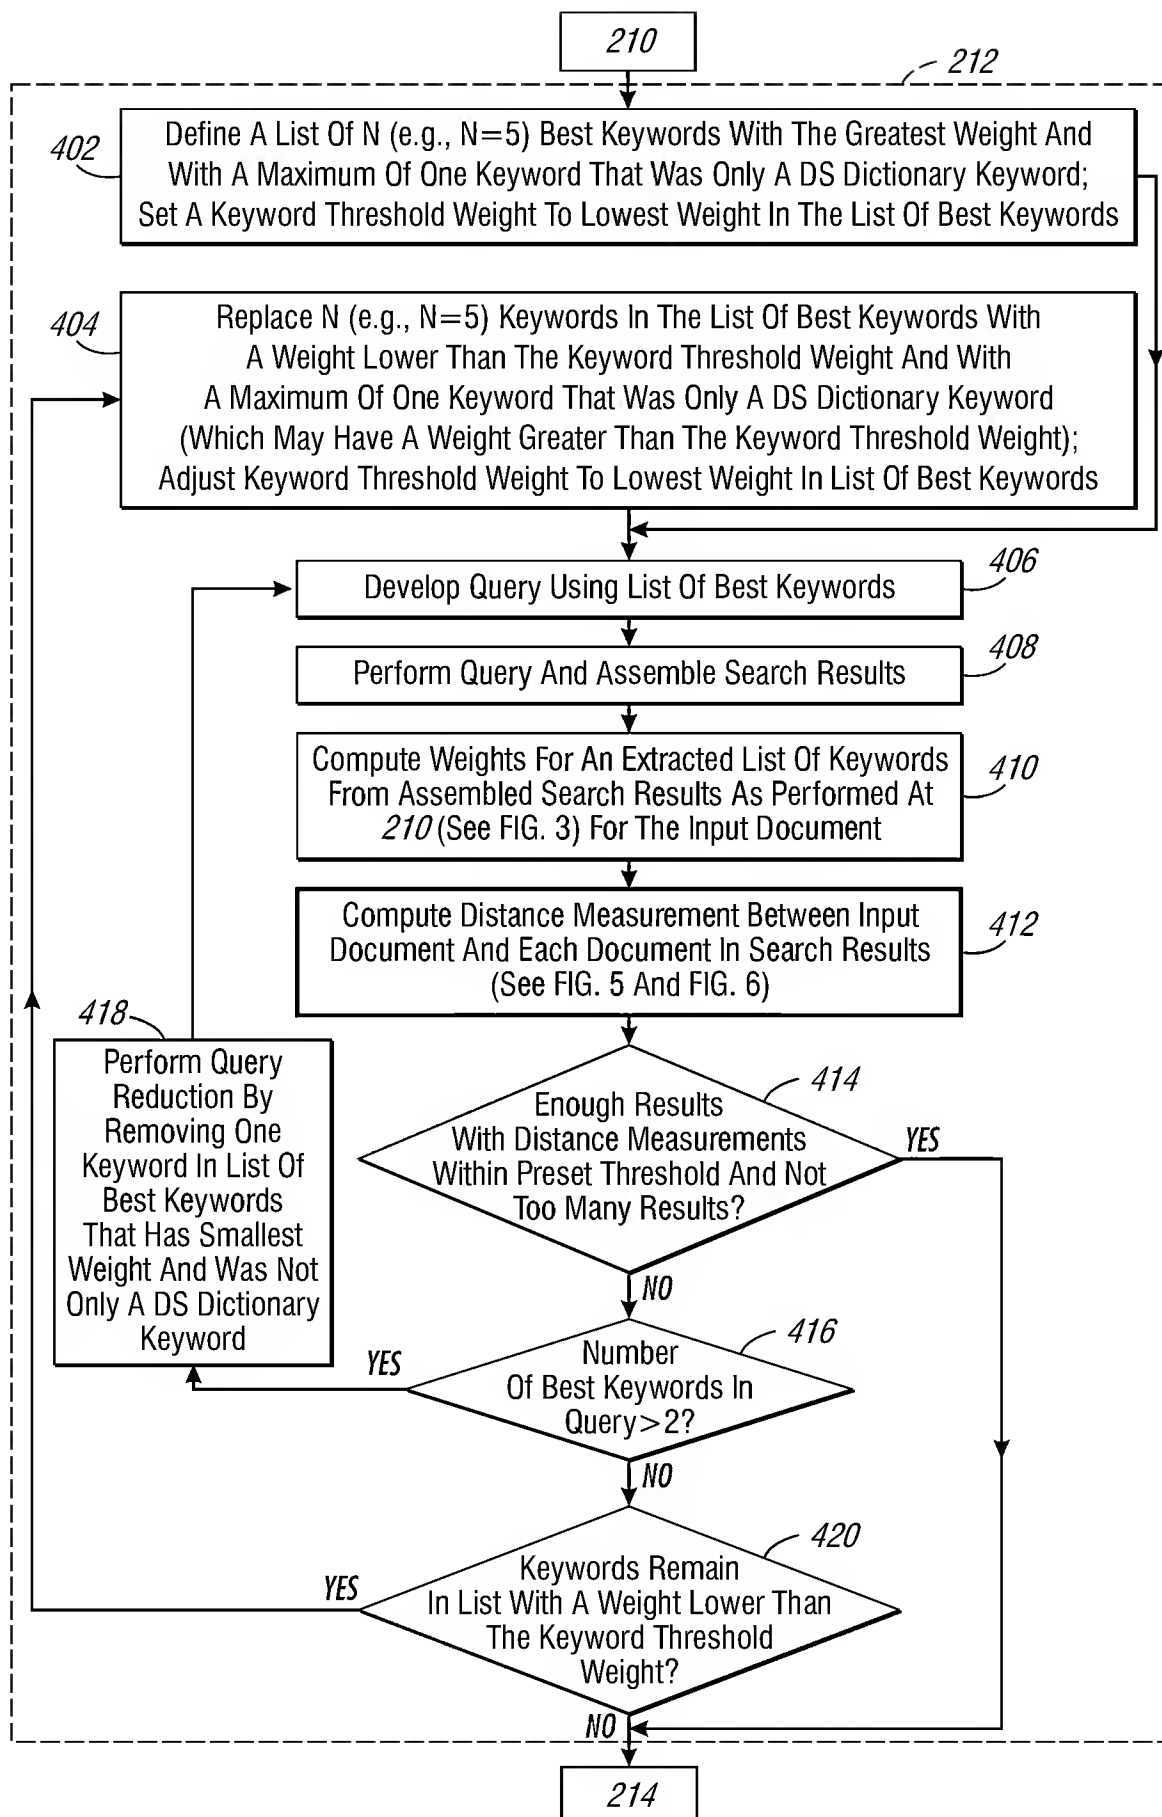 210
212
402
Define A List Of N (e.g., N=5) Best Keywords With The Greatest Weight And
With A Maximum Of One Keyword That Was Only A DS Dictionary Keyword;
Set A Keyword Threshold Weight To Lowest Weight In The List Of Best Keywords
404
Replace N (e.g., N=5) Keywords In The List Of Best Keywords With
A Weight Lower Than The Keyword Threshold Weight And With
A Maximum Of One Keyword That Was Only A DS Dictionary Keyword
(Which May Have A Weight Greater Than The Keyword Threshold Weight);
Adjust Keyword Threshold Weight To Lowest Weight In List Of Best Keywords
406
Develop Query Using List Of Best Keywords
408
Perform Query And Assemble Search Results
410
Compute Weights For An Extracted List Of Keywords
From Assembled Search Results As Performed At
210 (See FIG. 3) For The Input Document
412
Compute Distance Measurement Between Input
Document And Each Document In Search Results
(See FIG. 5 And FIG. 6)
418
Perform Query
Reduction By
Removing One
Keyword In List Of
Best Keywords
That Has Smallest
Weight And Was Not
Only A DS Dictionary
Keyword
414
Enough Results
With Distance Measurements
Within Preset Threshold And Not
Too Many Results?
YES
NO
416
Number
Of Best Keywords In
Query>2?
YES
NO
420
Keywords Remain
In List With A Weight Lower Than
The Keyword Threshold
Weight?
YES
NO
214